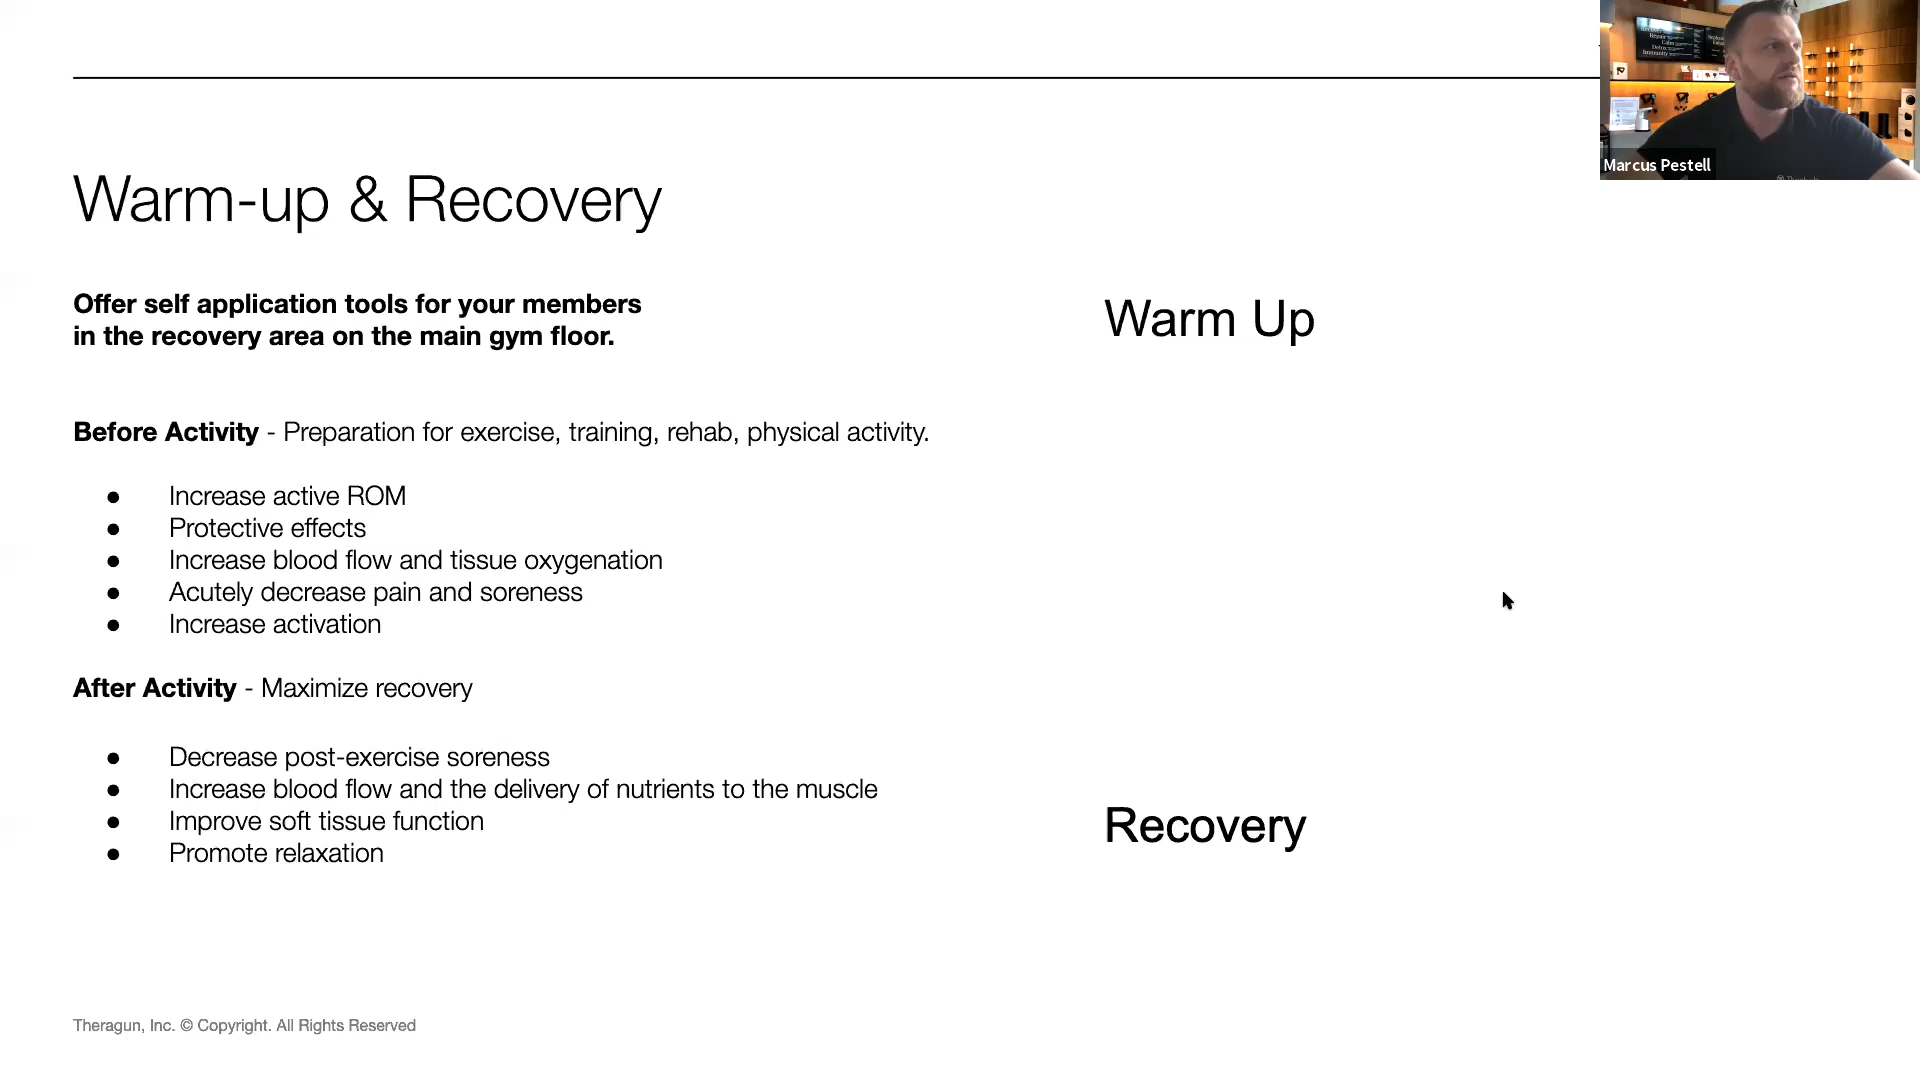 Warm-up & Recovery
Offer self application tools for your members
in the recovery area on the main gym floor.
Before Activity - Preparation for exercise, training, rehab, physical activity.
● Increase active ROM
● Protective effects
● Increase blood flow and tissue oxygenation
● Acutely decrease pain and soreness
● Increase activation
After Activity - Maximize recovery
● Decrease post-exercise soreness
● Increase blood flow and the delivery of nutrients to the muscle
● Improve soft tissue function
● Promote relaxation
Warm Up
Recovery
Theragun, Inc. © Copyright. All Rights Reserved
Repair
Calm
Detox
Immunity
Marcus Pestell